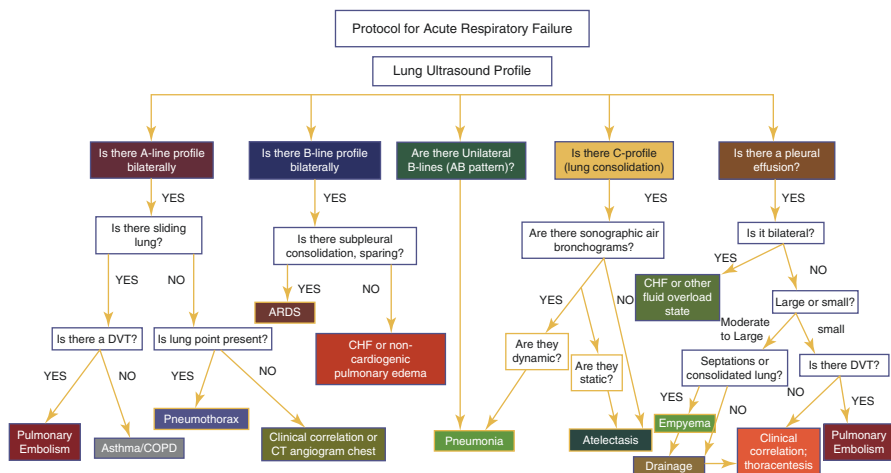 Protocol for Acute Respiratory Failure
Lung Ultrasound Profile
Is there A-line profile
bilaterally
Is there B-line profile
bilaterally
Are there Unilateral
B-lines (AB pattern)?
Is there C-profile
(lung consolidation)
Is there a pleural
effusion?
YES
YES
YES
YES
Is there sliding
lung?
Is there subpleural
consolidation, sparing?
Are there sonographic air
bronchograms?
Is it bilateral?
YES
NO
YES
NO
YES
NO
YES
NO
ARDS
CHF or other
fluid overload
state
Large or small?
Moderate
to Large
small
Is there a DVT?
Is lung point present?
CHF or non-
cardiogenic
pulmonary edema
Are they
dynamic?
Are they
static?
Septations or
consolidated lung?
Is there DVT?
YES
NO
YES
NO
YES
NO
NO
YES
Pulmonary
Embolism
Asthma/COPD
Pneumothorax
Clinical correlation or
CT angiogram chest
Pneumonia
Atelectasis
Empyema
Drainage
Clinical
correlation;
thoracentesis
Pulmonary
Embolism